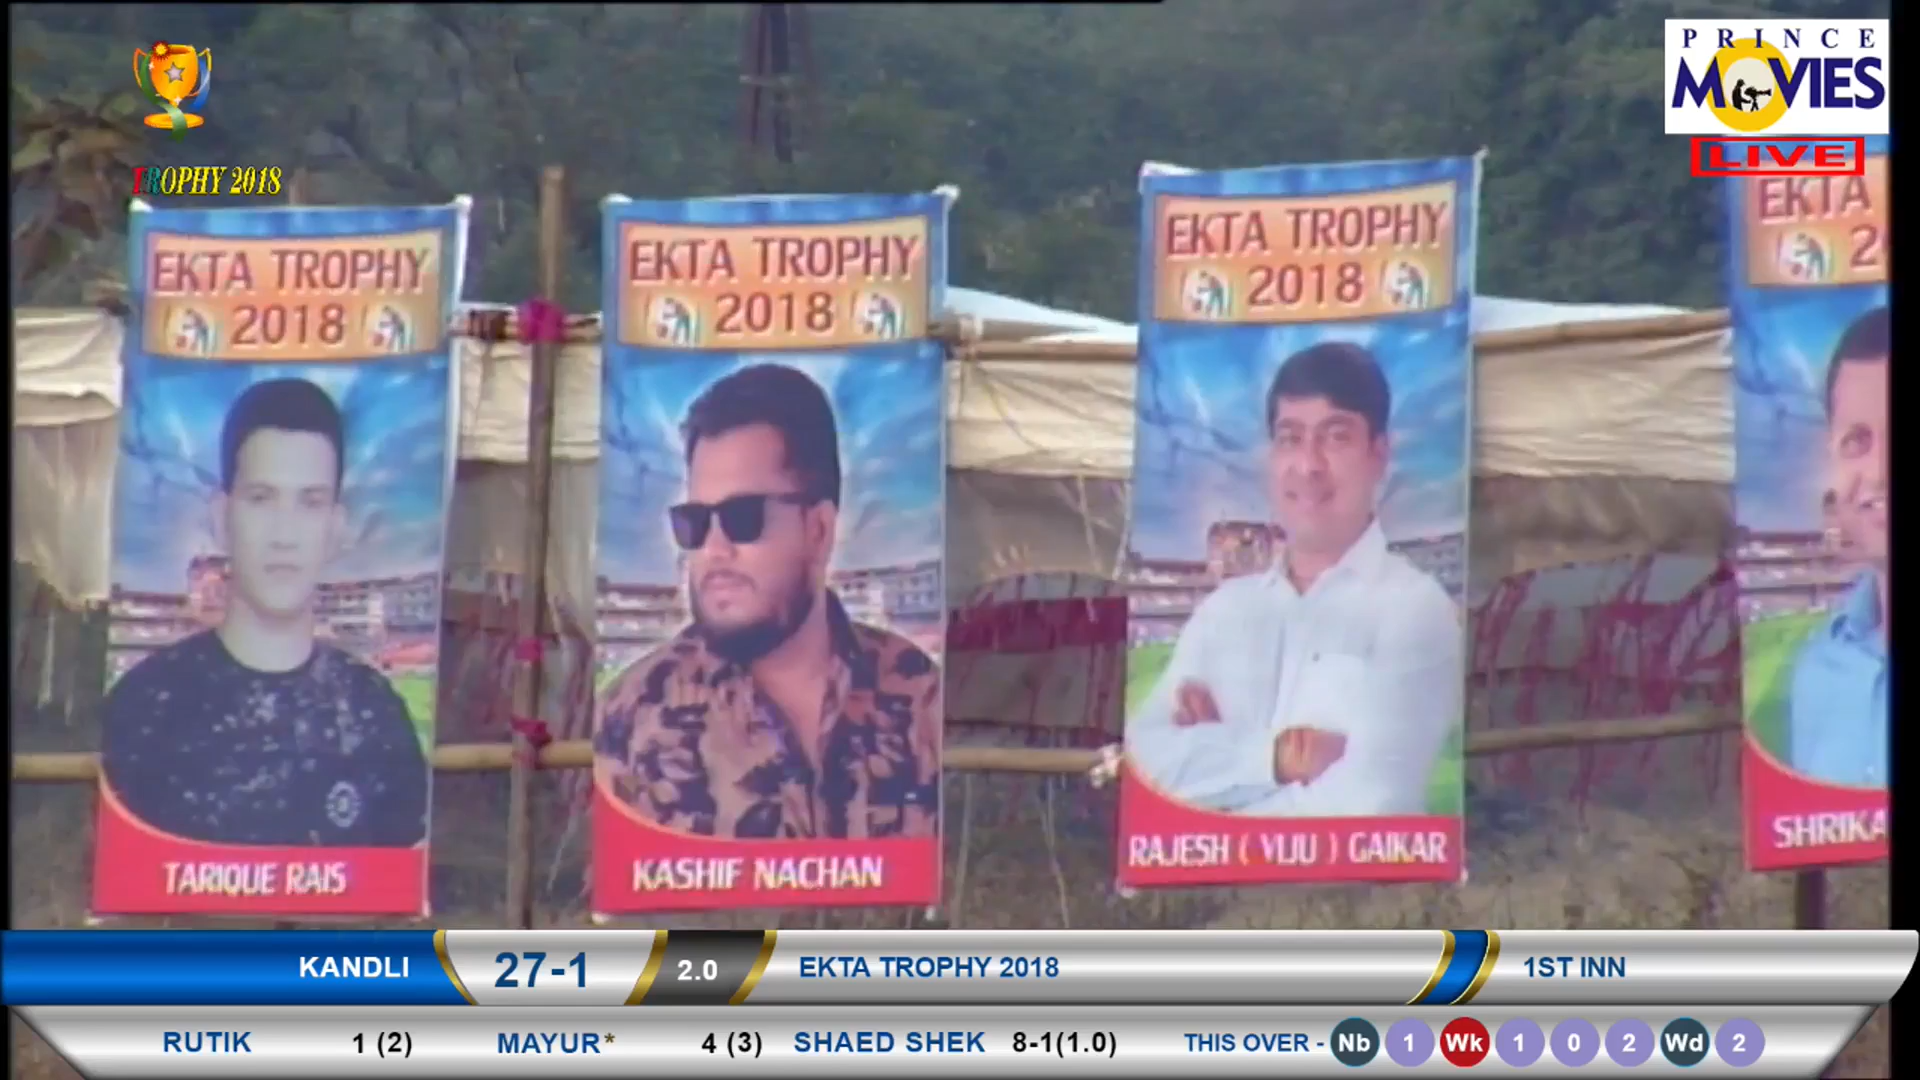 PRINCE
MOVIES
LIVE
TROPHY 2018
EKTA TROPHY
2018
TARIQUE RAIS
EKTA TROPHY
2018
KASHIF NACHAN
EKTA TROPHY
2018
RAJESH ( VIJU ) GAIKAR
EKTA
2
SHRIKA
KANDLI 27-1 2.0 EKTA TROPHY 2018 1ST INN
RUTIK 1 (2) MAYUR* 4 (3) SHAED SHEK 8-1(1.0) THIS OVER - Nb 1 Wk 1 0 2 Wd 2